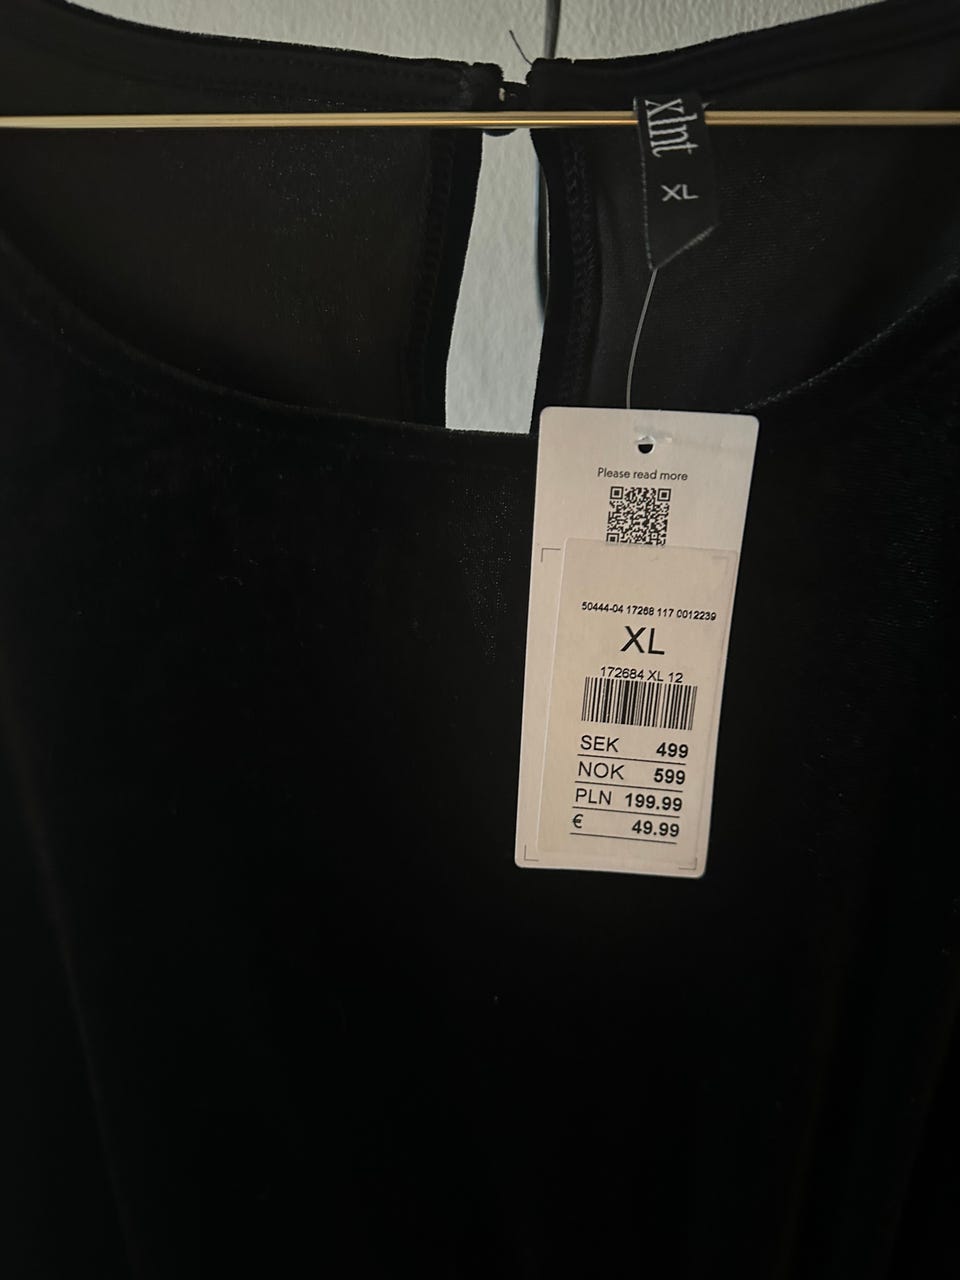 xlnt
XL
Please read more
50444-04 17268 117 0012239
XL
172684 XL 12
SEK 499
NOK 599
PLN 199.99
€ 49.99